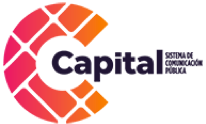 Capital
SISTEMA DE
COMUNICACIÓN
PÚBLICA